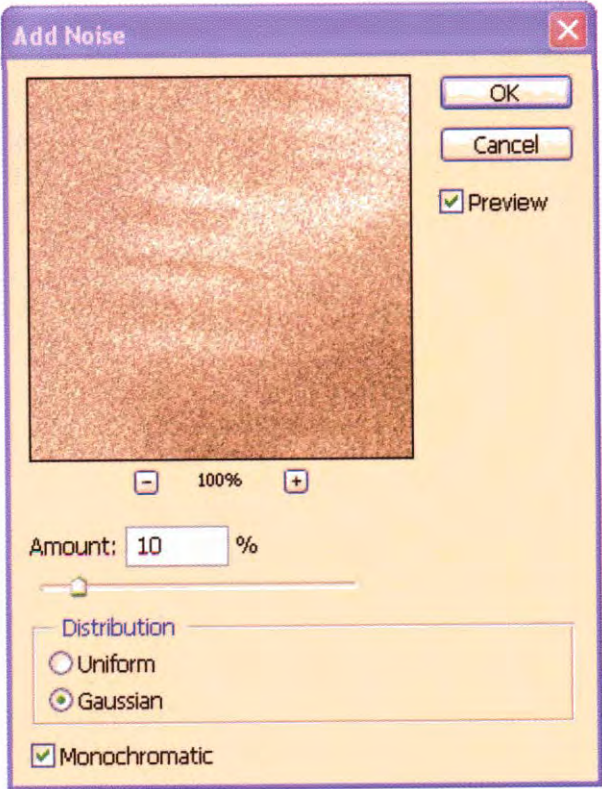 Add Noise
OK
Cancel
Preview
100%
Amount: 10 %
Distribution
Uniform
Gaussian
Monochromatic